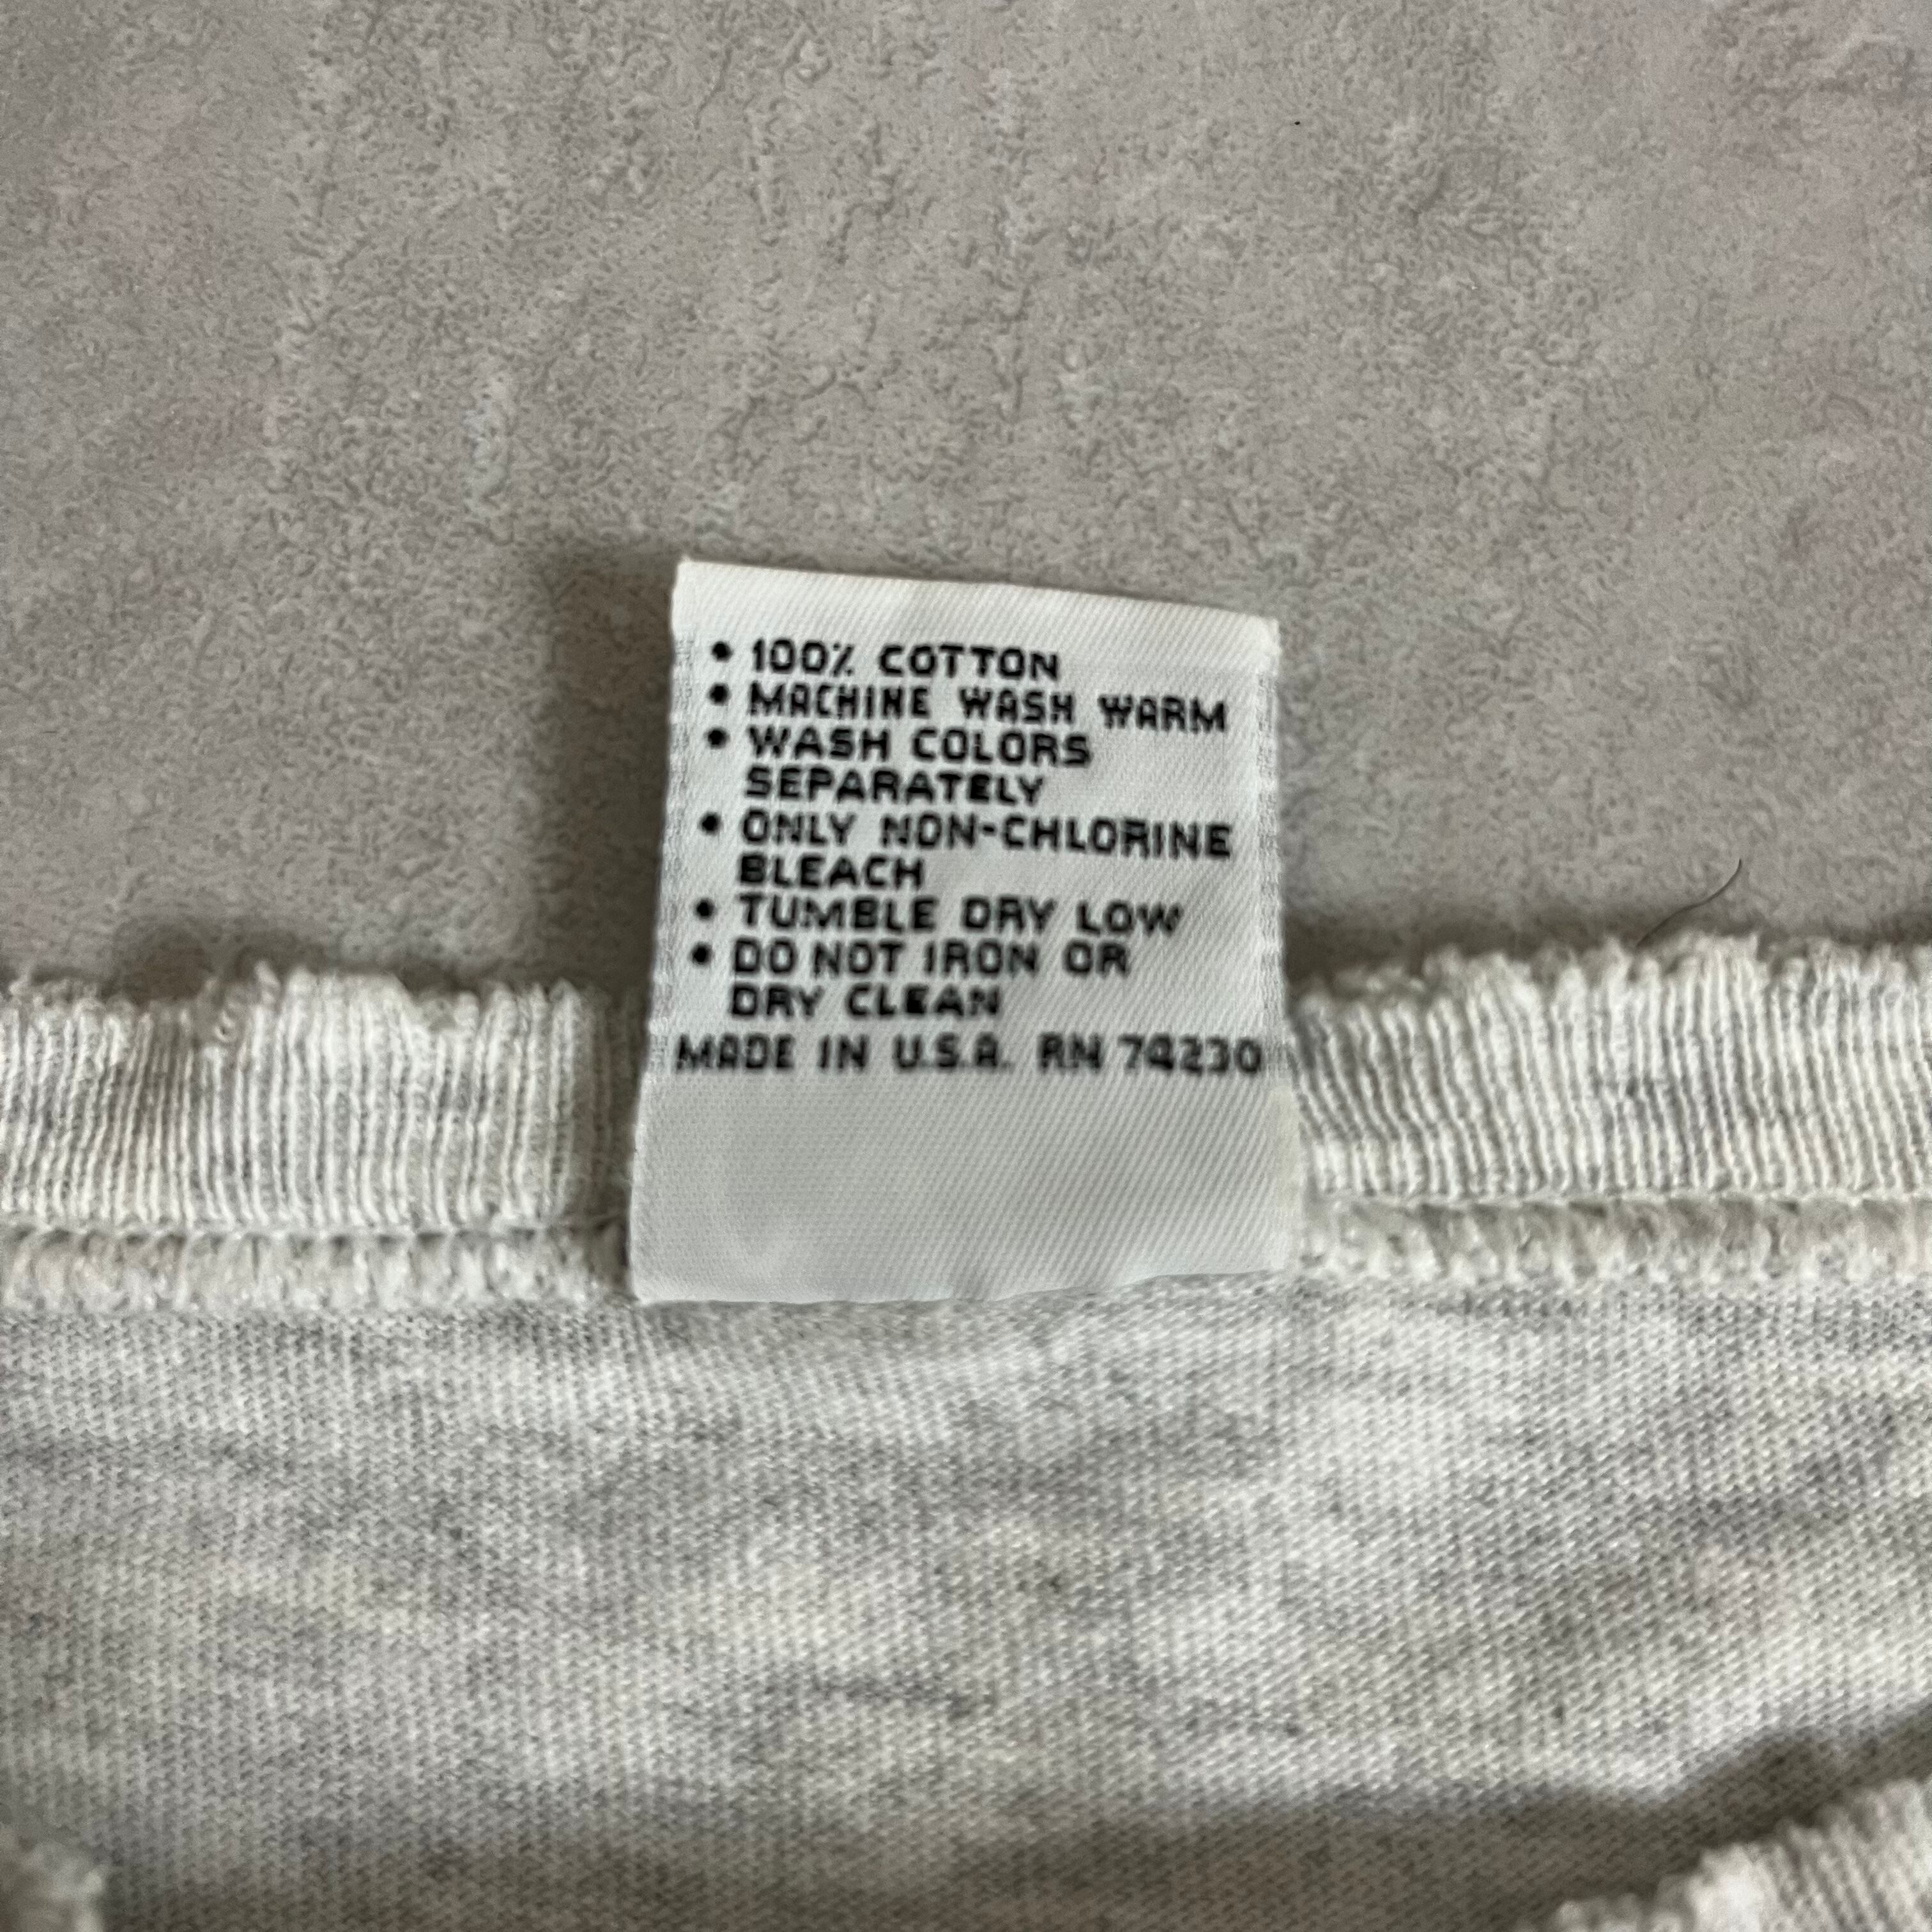 • 100% COTTON
• MACHINE WASH WARM
• WASH COLORS
SEPARATELY
• ONLY NON-CHLORINE
BLEACH
• TUMBLE DRY LOW
• DO NOT IRON OR
DRY CLEAN
MADE IN U.S.A. RN 74230